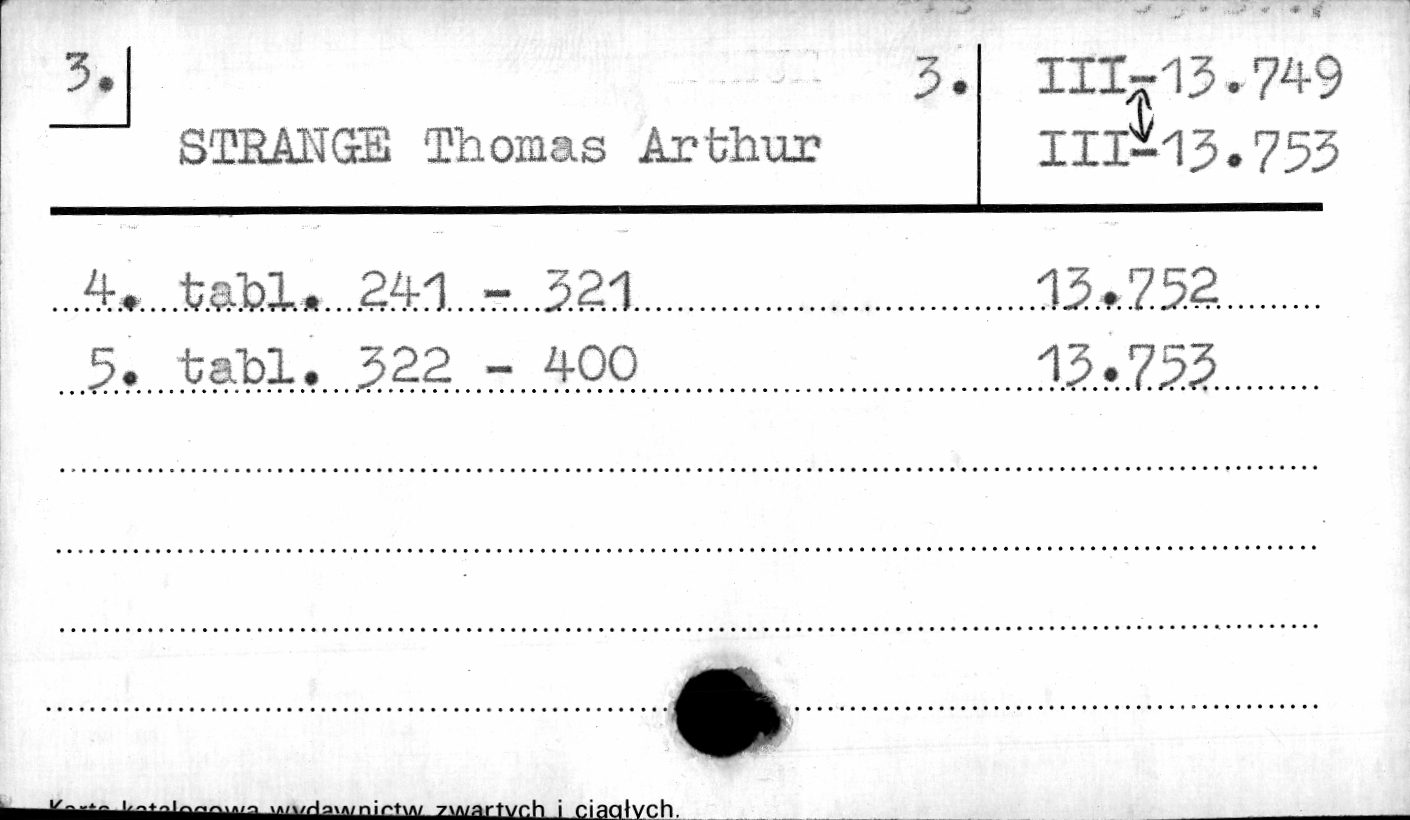 3. 3. III-13.749
STRANGE Thomas Arthur III-13.753
4. tabl. 241 - 321 13.752
5. tabl. 322 - 400 13.753
Karta katalogowa wydawnictw zwartych i ciągłych.